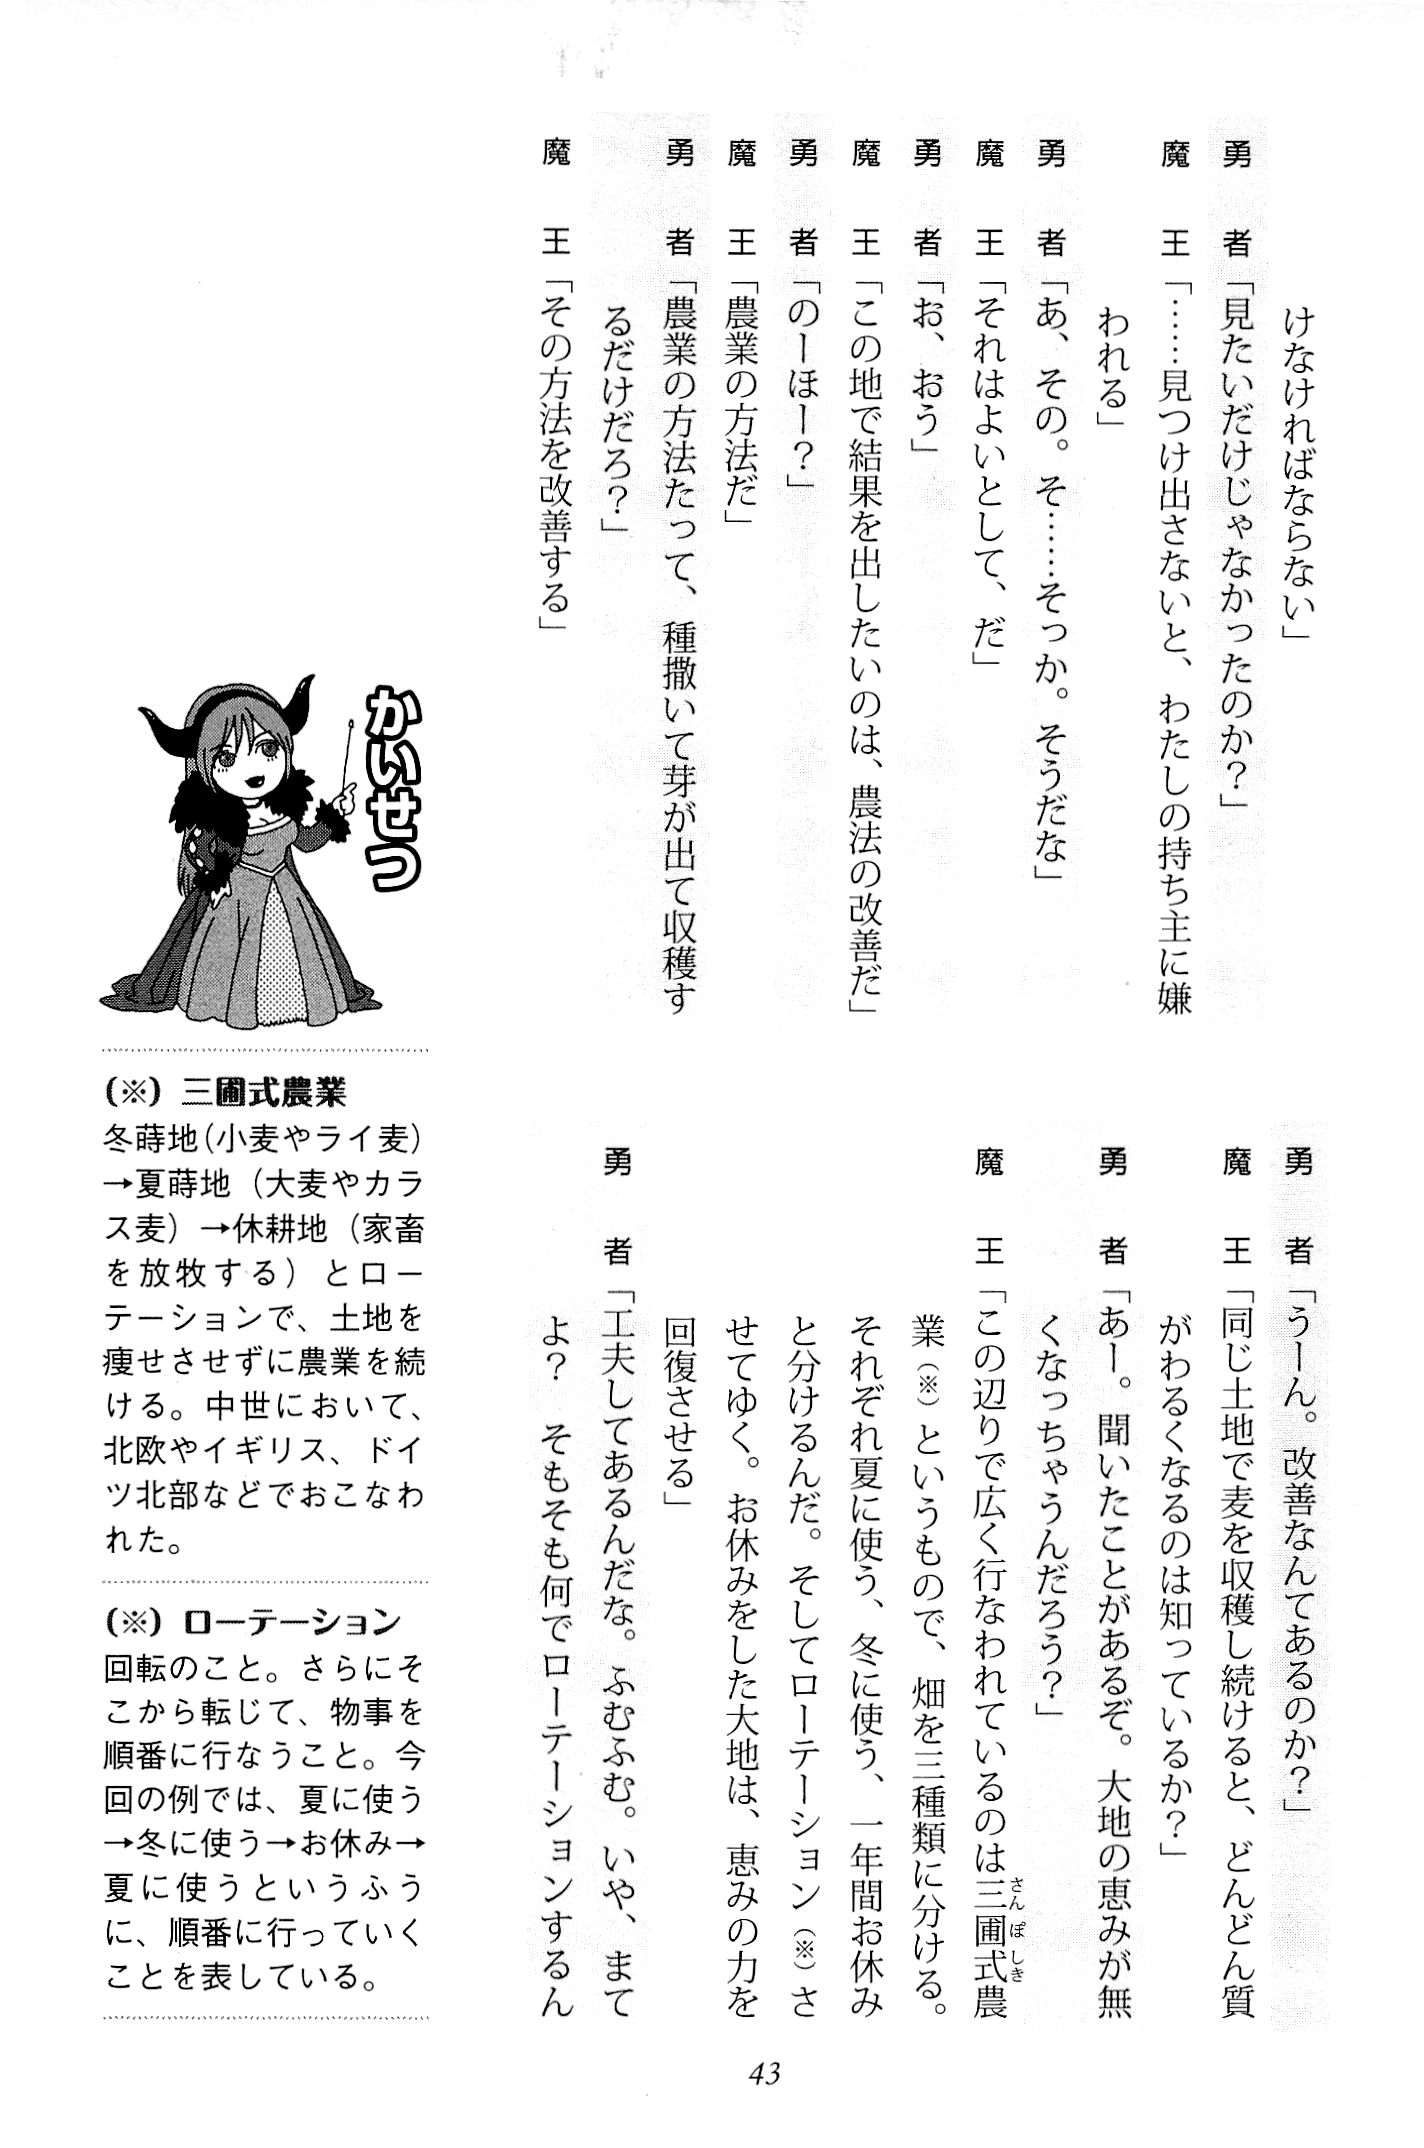 けなければならない」
勇者「見たいだけじゃなかったのか？」
魔王「……見つけ出さないと、わたしの持ち主に嫌
われる」
勇者「あ、その。そ……そっか。そうだな」
魔王「それはよいとして、だ」
勇者「お、おう」
魔王「この地で結果を出したいのは、農法の改善だ」
勇者「のーほー？」
魔王「農業の方法だ」
勇者「農業の方法たって、種撒いて芽が出て収穫す
るだけだろ？」
魔王「その方法を改善する」
勇者「うーん。改善なんてあるのか？」
魔王「同じ土地で麦を収穫し続けると、どんどん質
がわるくなるのは知っているか？」
勇者「あー。聞いたことがあるぞ。大地の恵みが無
くなっちゃうんだろう？」
魔王「この辺りで広く行なわれているのは三圃式農
さんぽしき
業（※）というもので、畑を三種類に分ける。
それぞれ夏に使う、冬に使う、一年間お休み
と分けるんだ。そしてローテーション（※）さ
せてゆく。お休みをした大地は、恵みの力を
回復させる」
勇者「工夫してあるんだな。ふむふむ。いや、まて
よ？　そもそも何でローテーションするん
かいせつ
（※）三圃式農業
冬蒔地（小麦やライ麦）
→夏蒔地（大麦やカラ
ス麦）→休耕地（家畜
を放牧する）とロー
テーションで、土地を
痩せさせずに農業を続
ける。中世において、
北欧やイギリス、ドイ
ツ北部などでおこなわ
れた。
（※）ローテーション
回転のこと。さらにそ
こから転じて、物事を
順番に行なうこと。今
回の例では、夏に使う
→冬に使う→お休み→
夏に使うというふう
に、順番に行っていく
ことを表している。
43